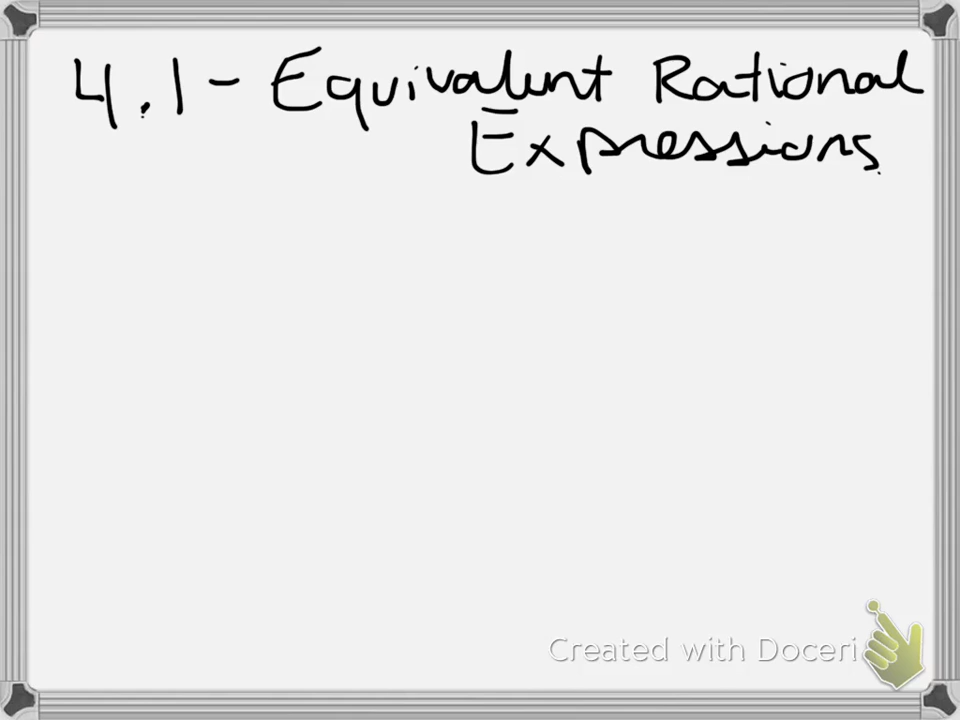 4.1 - Equivalent Rational
Expressions
Created with Doceri